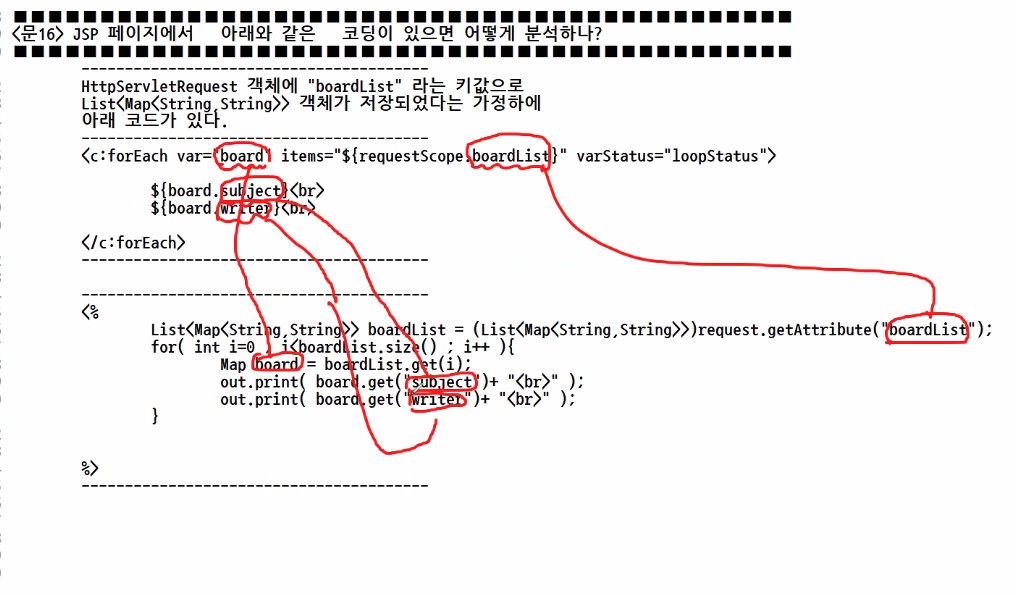 ■■■■■■■■■■■■■■■■■■■■■■■■■■■■■■■■■■■■■■■■■■■■■
<문16> JSP 페이지에서 아래와 같은 코딩이 있으면 어떻게 분석하나?
■■■■■■■■■■■■■■■■■■■■■■■■■■■■■■■■■■■■■■■■■■■■■
----------------------------------------
HttpServletRequest 객체에 "boardList" 라는 키값으로
List<Map<String,String>> 객체가 저장되었다는 가정하에
아래 코드가 있다.
----------------------------------------
<c:forEach var="board" items="${requestScope.boardList}" varStatus="loopStatus">
${board.subject}<br>
${board.writer}<br>
</c:forEach>
----------------------------------------
----------------------------------------
<%
List<Map<String,String>> boardList = (List<Map<String,String>>)request.getAttribute("boardList");
for( int i=0 ; i<boardList.size() ; i++ ){
Map board = boardList.get(i);
out.print( board.get("subject")+ "<br>" );
out.print( board.get("writer")+ "<br>" );
}
%>
----------------------------------------